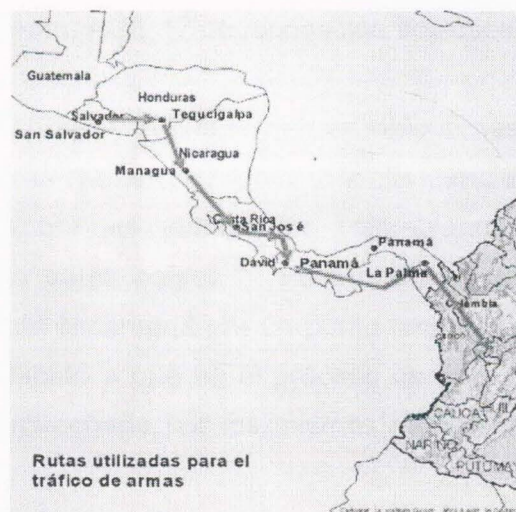 Guatemala
Honduras
Salvador
Tegucigalpa
San Salvador
Nicaragua
Managua
Costa Rica
San José
Panamá
David
Panamá
La Palma
Colombia
CAUCA
NARIÑO
PUTUMA
Rutas utilizadas para el
tráfico de armas